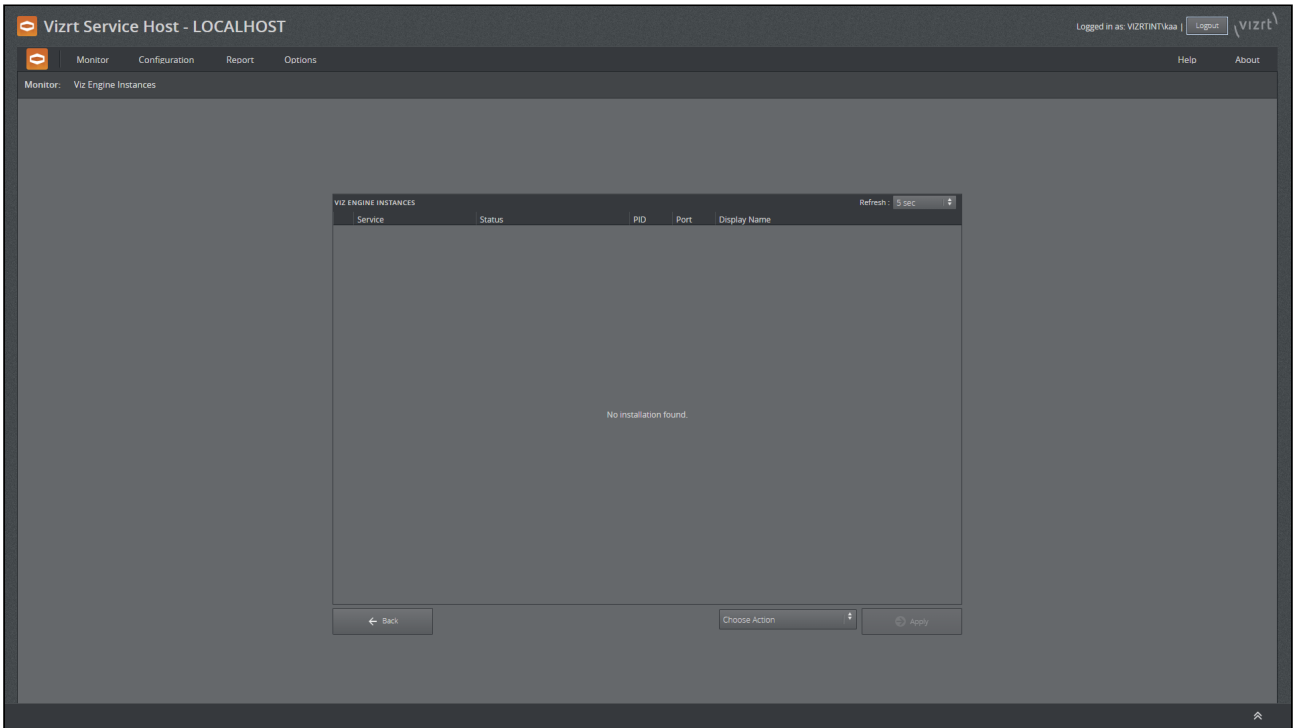 Vizrt Service Host - LOCALHOST
Logged in as: VIZRTINT\kaa | Logout vizrt
Monitor Configuration Report Options Help About
Monitor: Viz Engine Instances
VIZ ENGINE INSTANCES Refresh : 5 sec
Service Status PID Port Display Name
No installation found.
Back Choose Action Apply